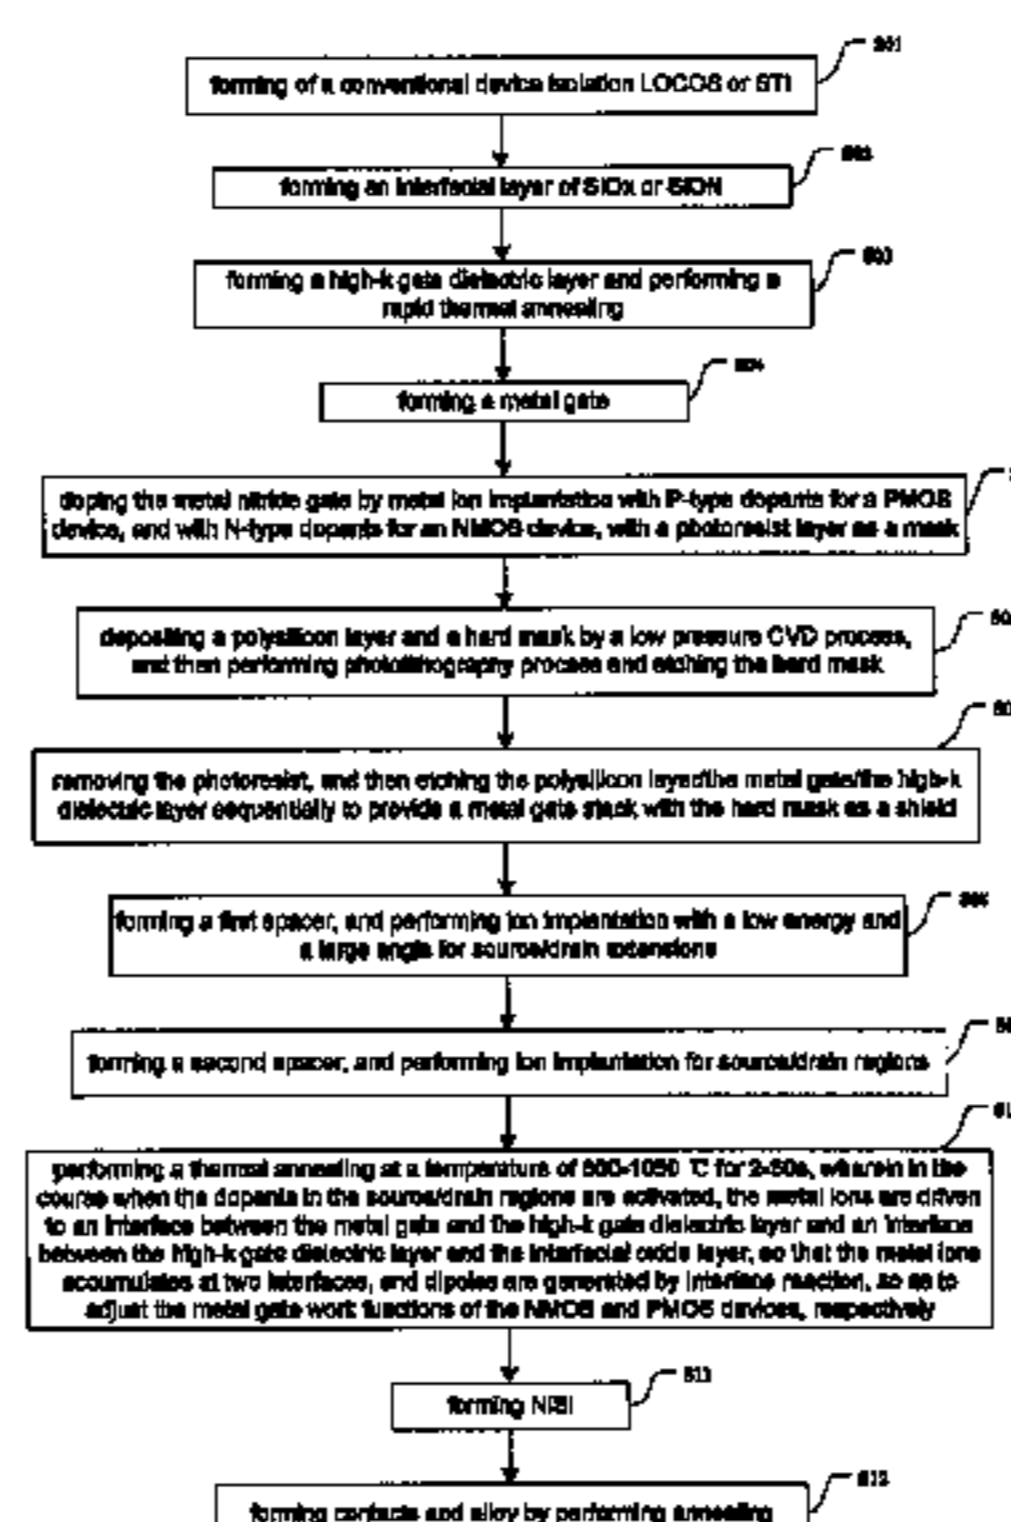 S01
forming of a conventional device isolation LOCOS or STI
S02
forming an interfacial layer of SiOx or SiON
S03
forming a high-k gate dielectric layer and performing a
rapid thermal annealing
S04
forming a metal gate
doping the metal nitride gate by metal ion implantation with P-type dopants for a PMOS
device, and with N-type dopants for an NMOS device, with a photoresist layer as a mask
depositing a polysilicon layer and a hard mask by a low pressure CVD process,
and then performing photolithography process and etching the hard mask
removing the photoresist, and then etching the polysilicon layer/the metal gate/the high-k
dielectric layer sequentially to provide a metal gate stack with the hard mask as a shield
S08
forming a first spacer, and performing ion implantation with a low energy and
a large angle for source/drain extensions
forming a second spacer, and performing ion implantation for source/drain regions
performing a thermal annealing at a temperature of for wherein in the
course when the dopants in the source/drain regions are activated, the metal ions are driven
to an interface between the metal gate and the high-k gate dielectric layer and an interface
between the high-k gate dielectric layer and the interfacial oxide layer, so that the metal ions
accumulates at two interfaces, and dipoles are generated by interface reaction, so as to
adjust the metal gate work functions of the NMOS and PMOS devices, respectively
S11
forming NiSi
S12
forming contacts and alloy by performing annealing